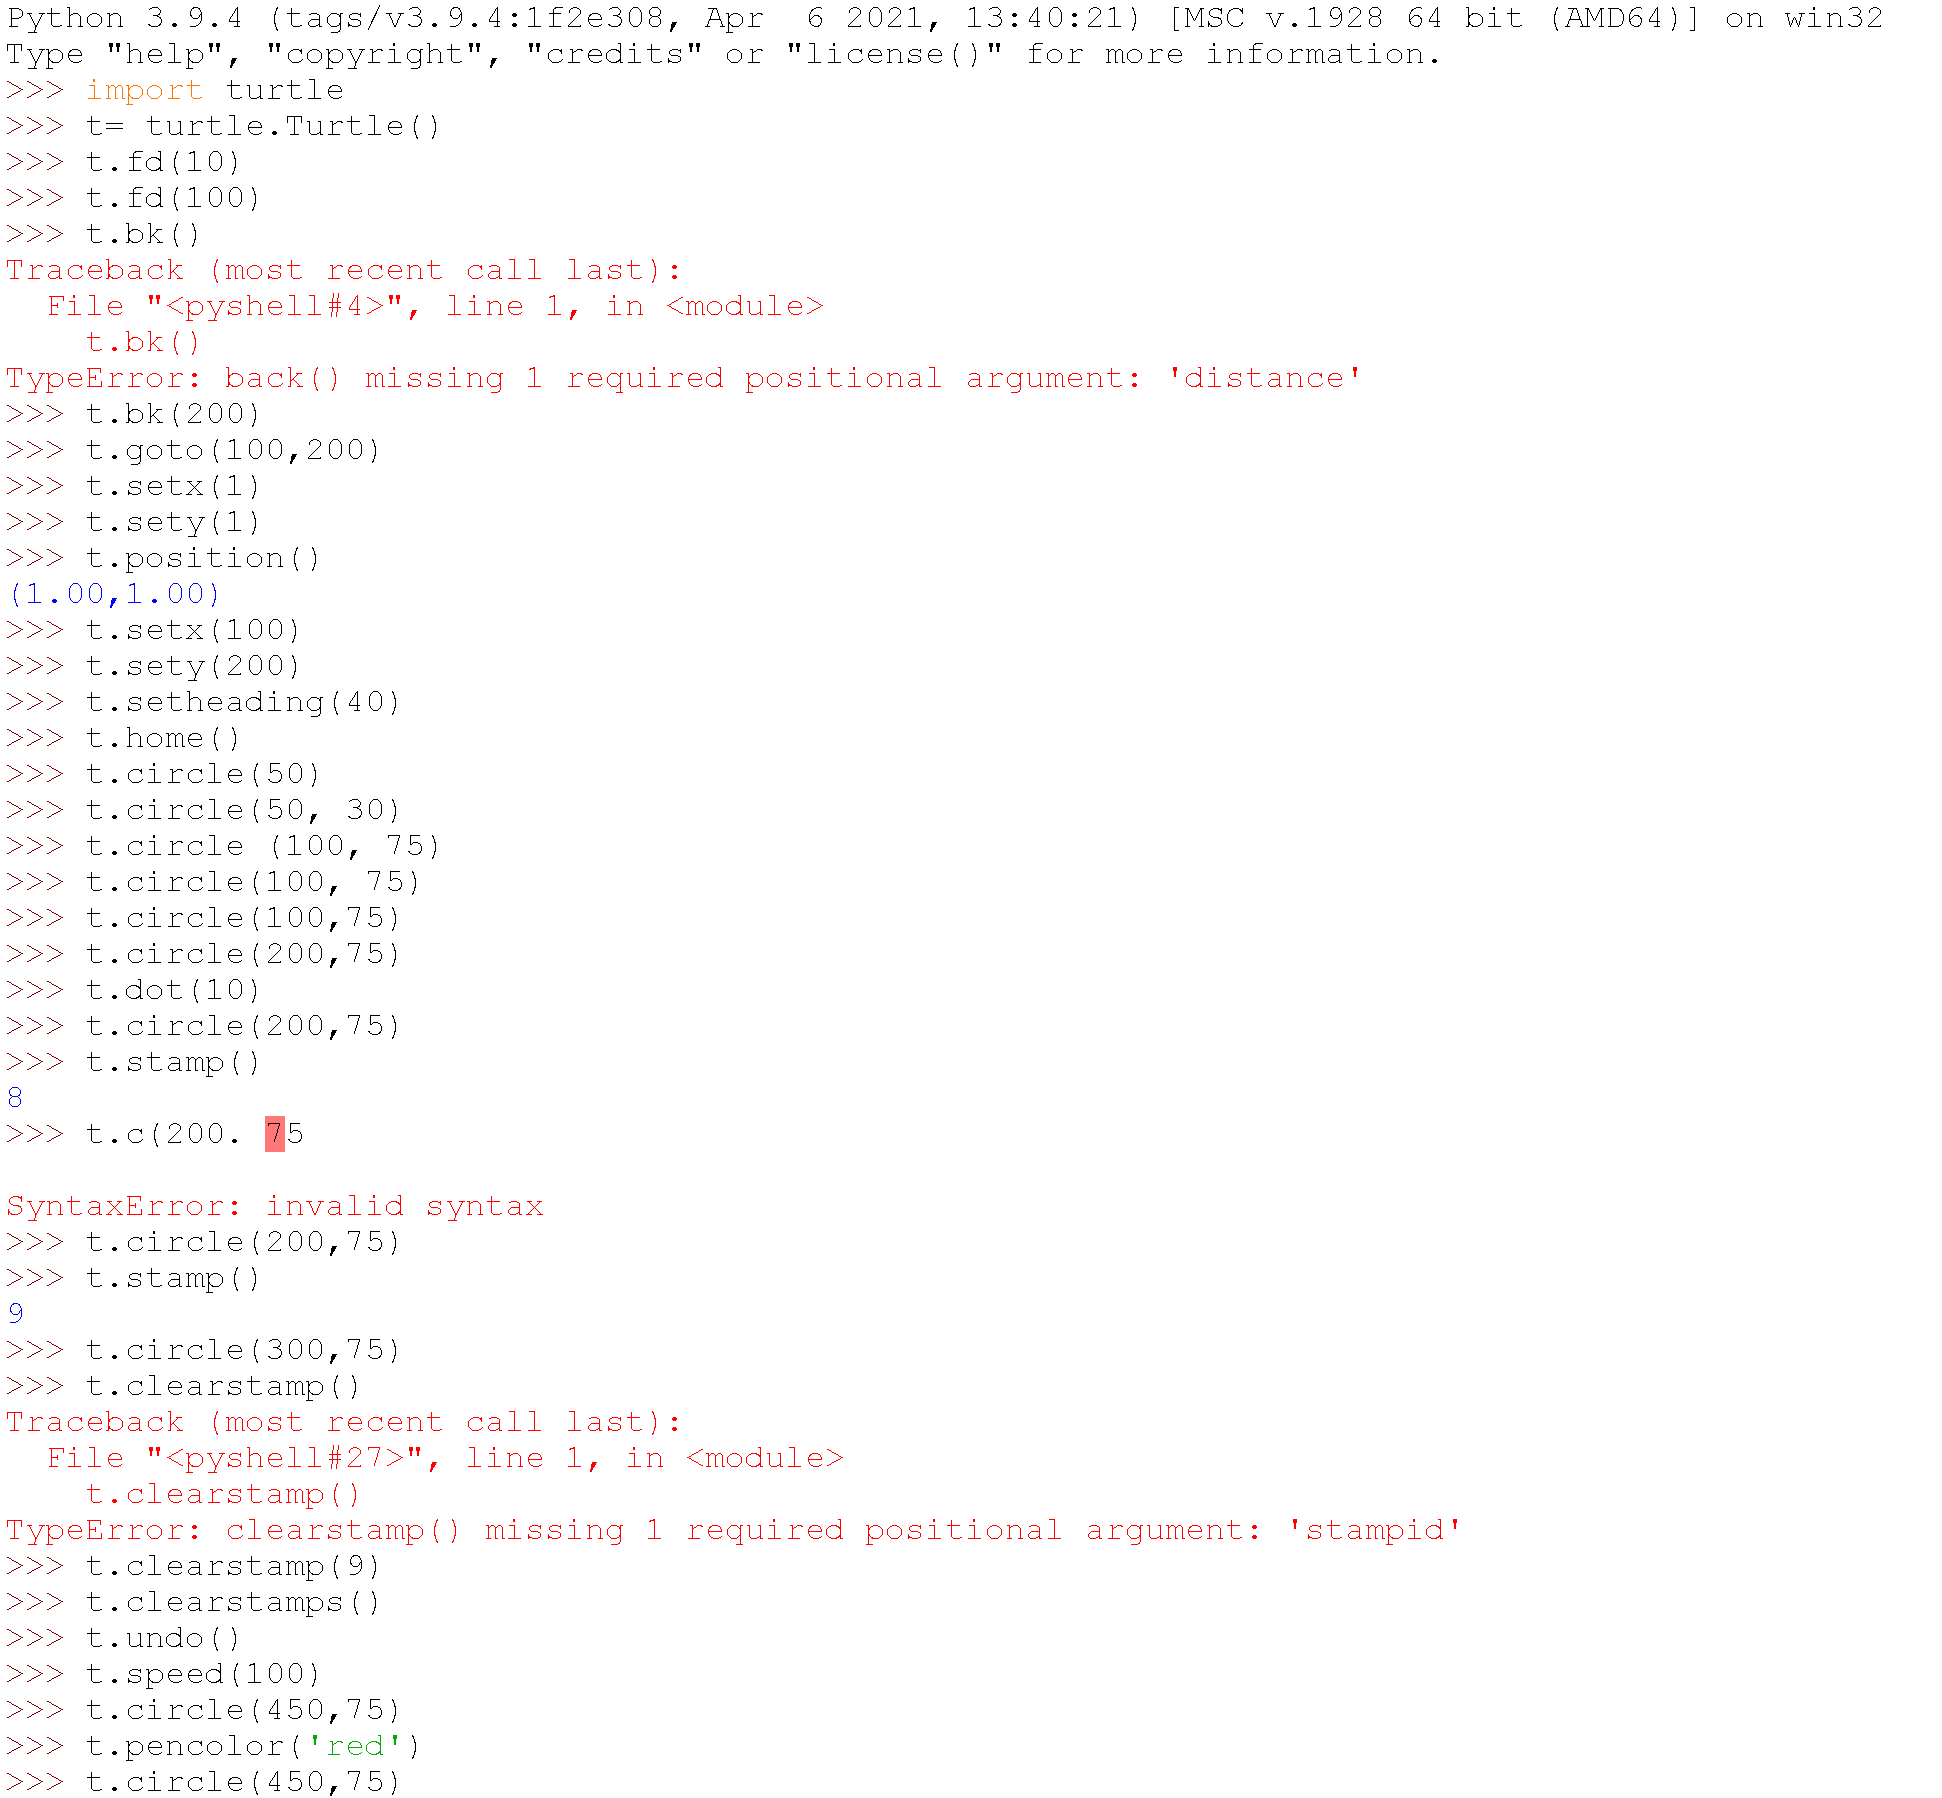 Python 3.9.4 (tags/v3.9.4:1f2e308, Apr  6 2021, 13:40:21) [MSC v.1928 64 bit (AMD64)] on win32
Type "help", "copyright", "credits" or "license()" for more information.
>>> import turtle
>>> t= turtle.Turtle()
>>> t.fd(10)
>>> t.fd(100)
>>> t.bk()
Traceback (most recent call last):
  File "<pyshell#4>", line 1, in <module>
    t.bk()
TypeError: back() missing 1 required positional argument: 'distance'
>>> t.bk(200)
>>> t.goto(100,200)
>>> t.setx(1)
>>> t.sety(1)
>>> t.position()
(1.00,1.00)
>>> t.setx(100)
>>> t.sety(200)
>>> t.setheading(40)
>>> t.home()
>>> t.circle(50)
>>> t.circle(50, 30)
>>> t.circle (100, 75)
>>> t.circle(100, 75)
>>> t.circle(100,75)
>>> t.circle(200,75)
>>> t.dot(10)
>>> t.circle(200,75)
>>> t.stamp()
8
>>> t.c(200. 75
SyntaxError: invalid syntax
>>> t.circle(200,75)
>>> t.stamp()
9
>>> t.circle(300,75)
>>> t.clearstamp()
Traceback (most recent call last):
  File "<pyshell#27>", line 1, in <module>
    t.clearstamp()
TypeError: clearstamp() missing 1 required positional argument: 'stampid'
>>> t.clearstamp(9)
>>> t.clearstamps()
>>> t.undo()
>>> t.speed(100)
>>> t.circle(450,75)
>>> t.pencolor('red')
>>> t.circle(450,75)